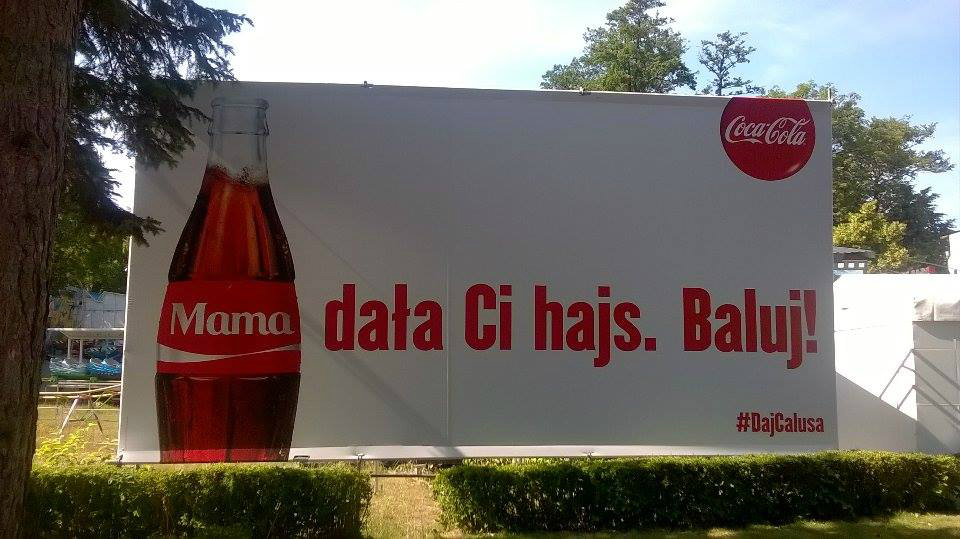 Coca-Cola
Mama dała Ci hajs. Baluj!
#DajCalusa